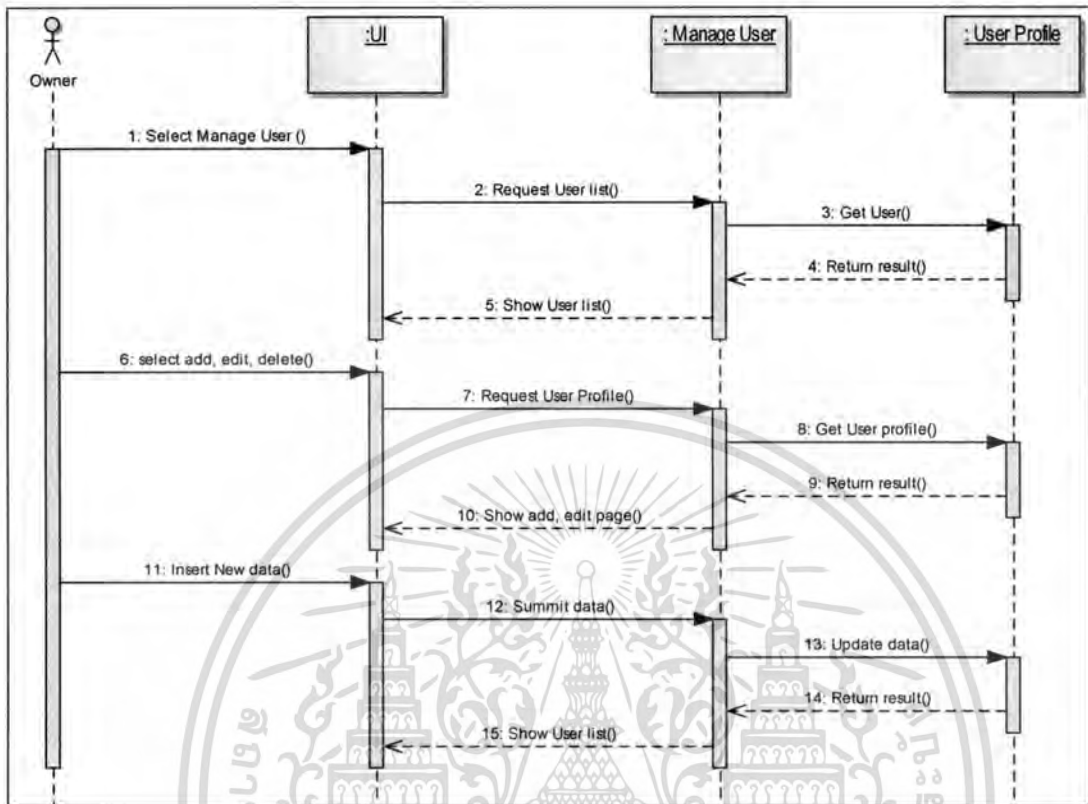 :UI
: Manage User
: User Profile
Owner
1: Select Manage User ()
2: Request User list()
3: Get User()
4: Return result()
5: Show User list()
6: select add, edit, delete()
7: Request User Profile()
8: Get User profile()
9: Return result()
10: Show add, edit page()
11: Insert New data()
12: Summit data()
13: Update data()
14: Return result()
15: Show User list()